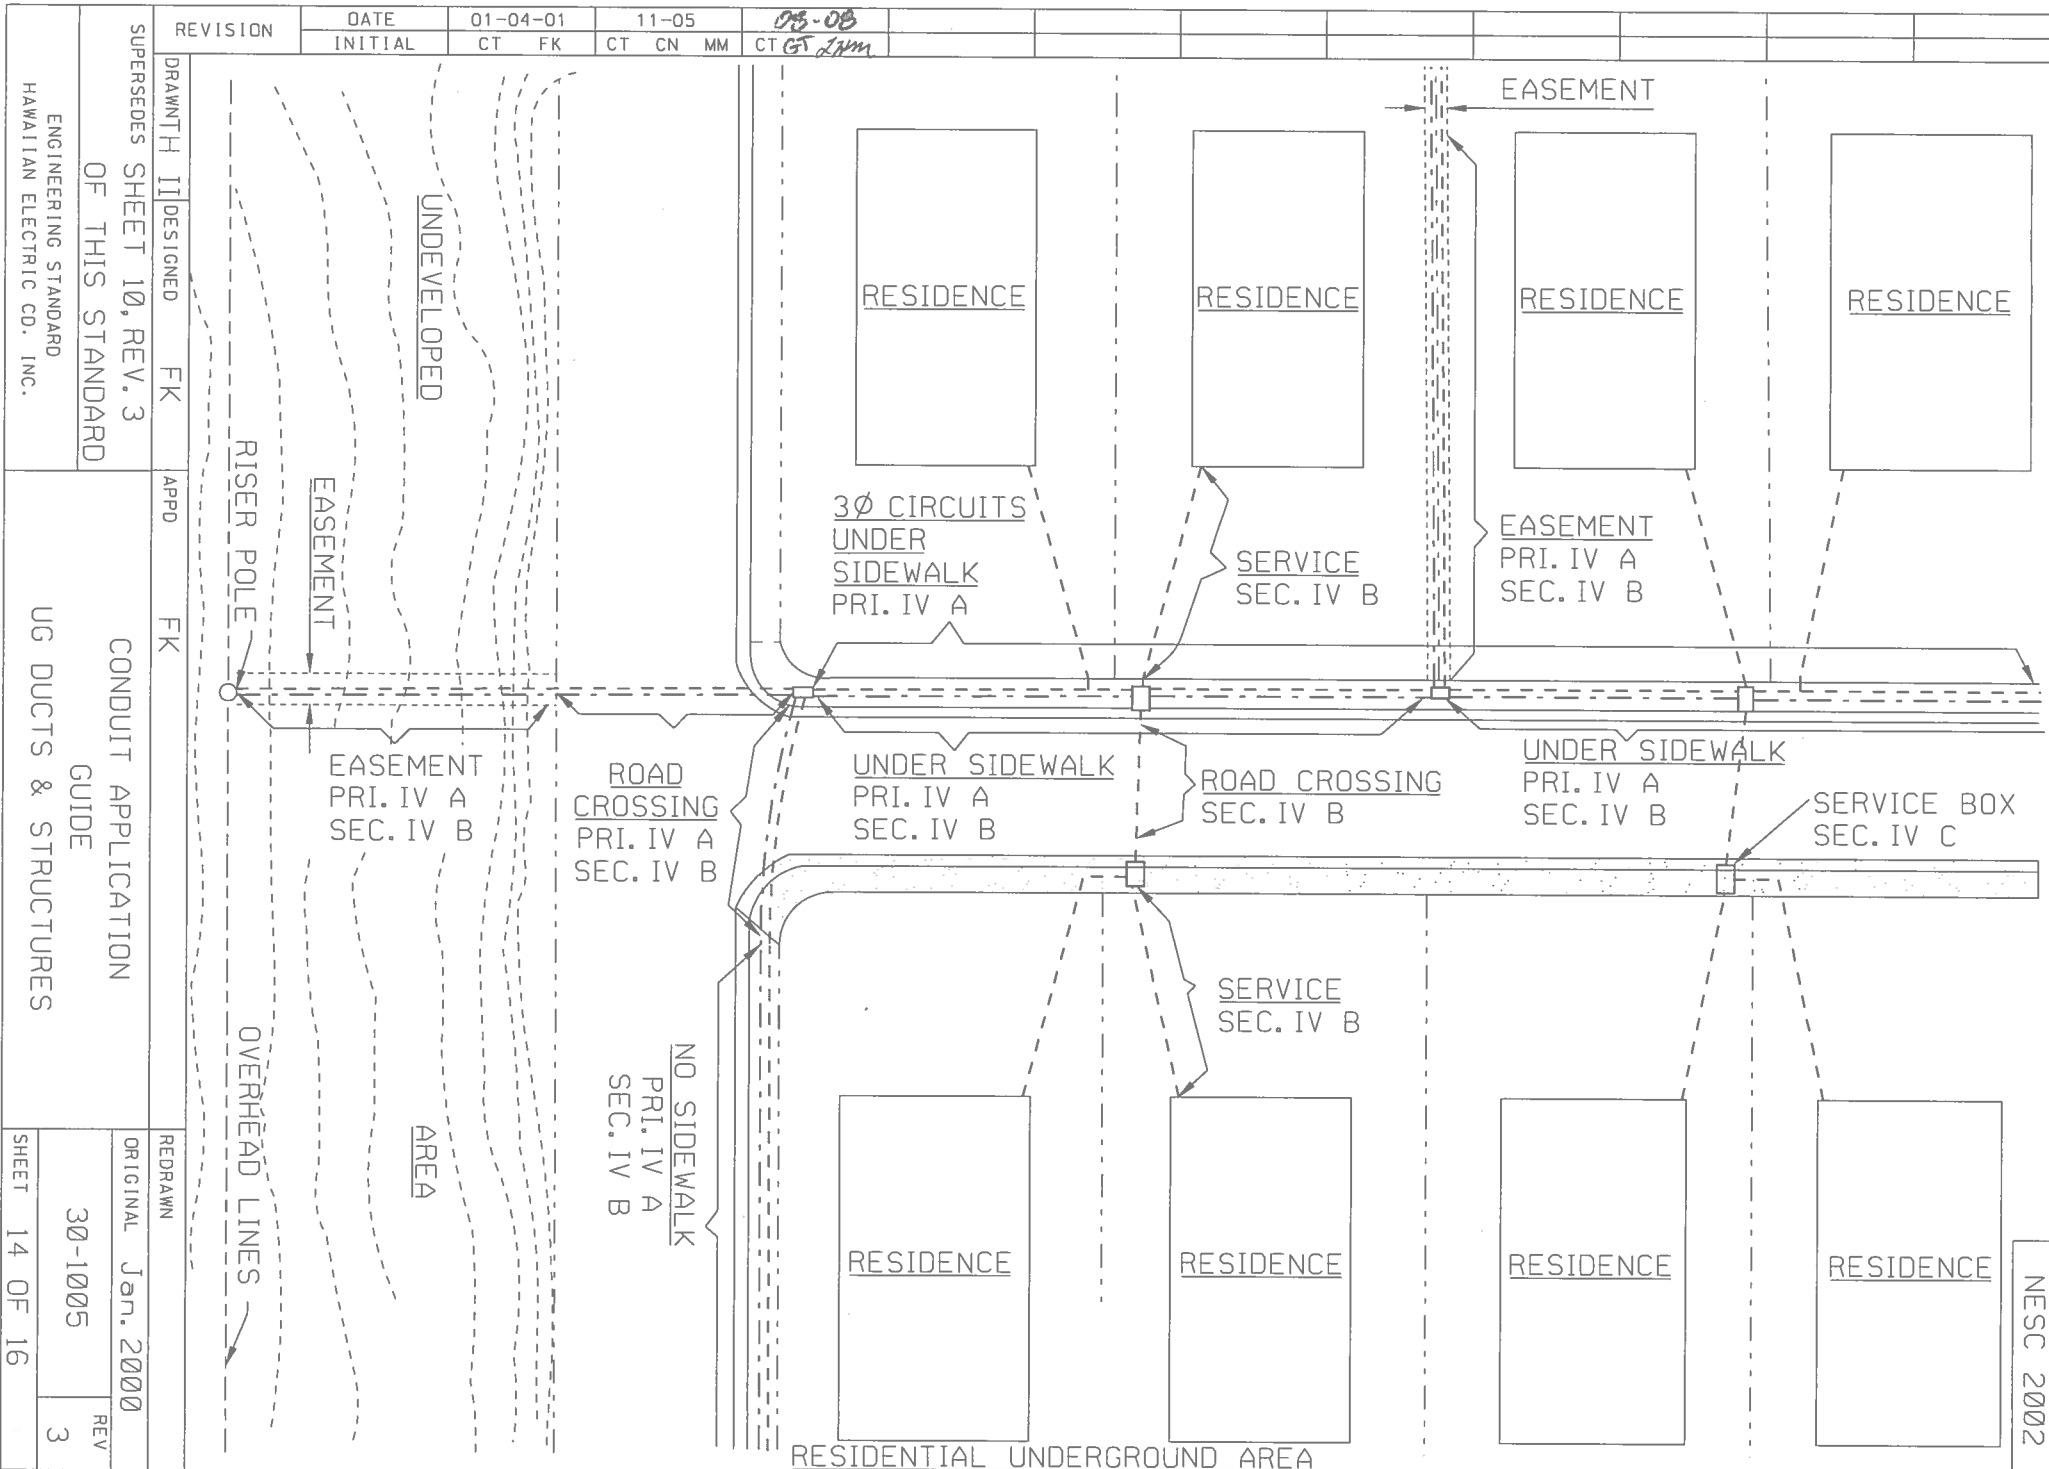 REVISION
DATE 01-04-01 11-05 08-08
INITIAL CT FK CT CN MM CT GT
EASEMENT
RESIDENCE
RESIDENCE
RESIDENCE
RESIDENCE
3Ø CIRCUITS
UNDER
SIDEWALK
PRI. IV A
SERVICE
SEC. IV B
EASEMENT
PRI. IV A
SEC. IV B
UNDEVELOPED
AREA
RISER POLE
EASEMENT
EASEMENT
PRI. IV A
SEC. IV B
ROAD
CROSSING
PRI. IV A
SEC. IV B
UNDER SIDEWALK
PRI. IV A
SEC. IV B
ROAD CROSSING
SEC. IV B
UNDER SIDEWALK
PRI. IV A
SEC. IV B
SERVICE BOX
SEC. IV C
SERVICE
SEC. IV B
NO SIDEWALK
PRI. IV A
SEC. IV B
OVERHEAD LINES
RESIDENCE
RESIDENCE
RESIDENCE
RESIDENCE
RESIDENTIAL UNDERGROUND AREA
NESC 2002
DRAWN TH II DESIGNED FK APPD FK REDRAWN
SUPERSEDES SHEET 10, REV. 3
OF THIS STANDARD
ENGINEERING STANDARD
HAWAIIAN ELECTRIC CO. INC.
CONDUIT APPLICATION
GUIDE
UG DUCTS & STRUCTURES
ORIGINAL Jan. 2000
30-1005
REV
3
SHEET 14 OF 16